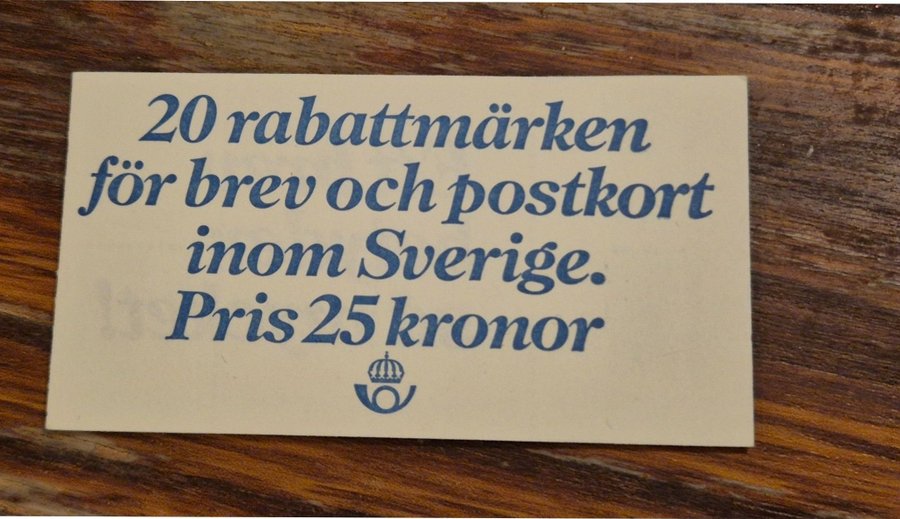 20 rabattmärken
för brev och postkort
inom Sverige.
Pris 25 kronor